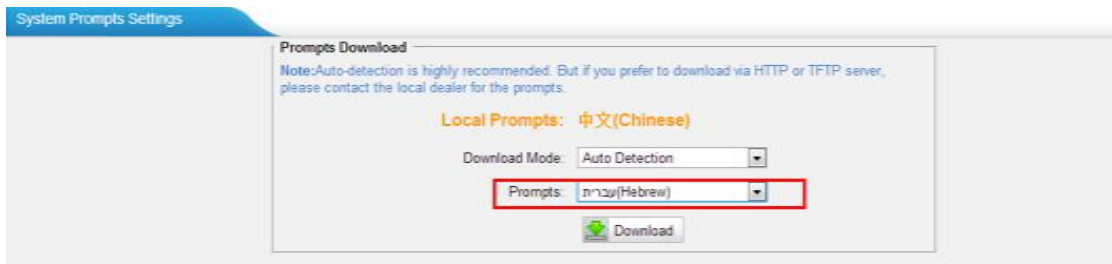 System Prompts Settings
Prompts Download
Note:Auto-detection is highly recommended. But if you prefer to download via HTTP or TFTP server,
please contact the local dealer for the prompts.
Local Prompts: 中文(Chinese)
Download Mode: Auto Detection
Prompts: עברית(Hebrew)
Download